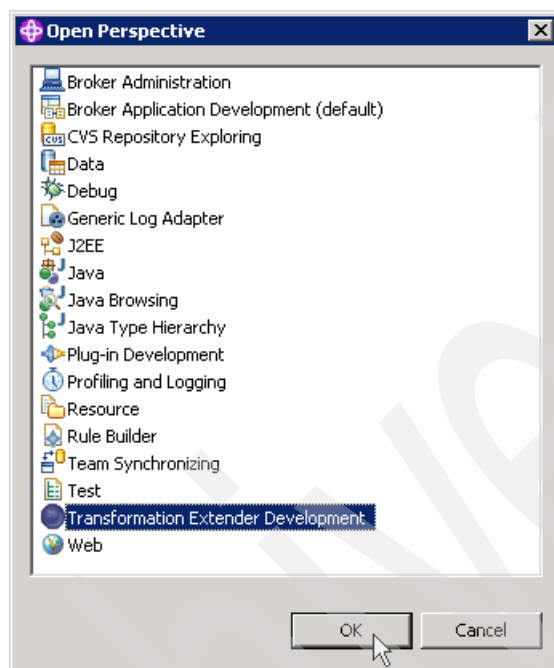 Open Perspective
Broker Administration
Broker Application Development (default)
CVS Repository Exploring
Data
Debug
Generic Log Adapter
J2EE
Java
Java Browsing
Java Type Hierarchy
Plug-in Development
Profiling and Logging
Resource
Rule Builder
Team Synchronizing
Test
Transformation Extender Development
Web
OK Cancel